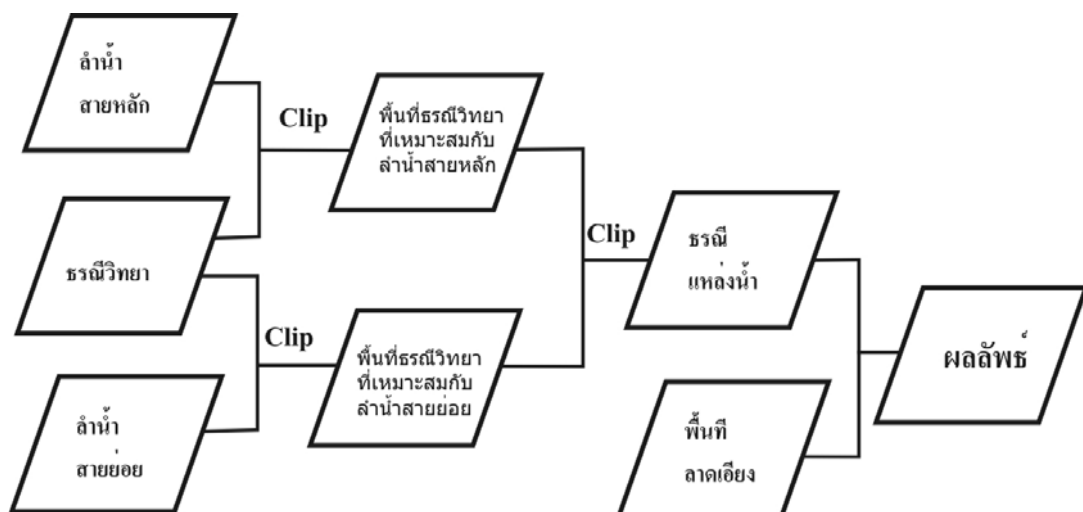 ลำน้ำ
สายหลัก
Clip
พื้นที่ธรณีวิทยา
ที่เหมาะสมกับ
ลำน้ำสายหลัก
ธรณีวิทยา
Clip
ธรณี
แหล่งน้ำ
Clip
พื้นที่ธรณีวิทยา
ที่เหมาะสมกับ
ลำน้ำสายย่อย
ผลลัพธ์
ลำน้ำ
สายย่อย
พื้นที
ลาดเอียง